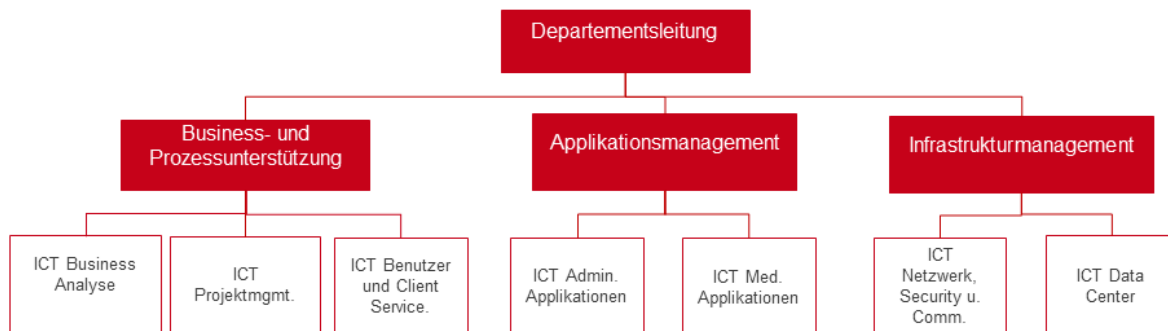 Departementsleitung
Business- und
Prozessunterstützung
Applikationsmanagement
Infrastrukturmanagement
ICT Business
Analyse
ICT
Projektmgmt.
ICT Benutzer
und Client
Service.
ICT Admin.
Applikationen
ICT Med.
Applikationen
ICT
Netzwerk,
Security u.
Comm.
ICT Data
Center